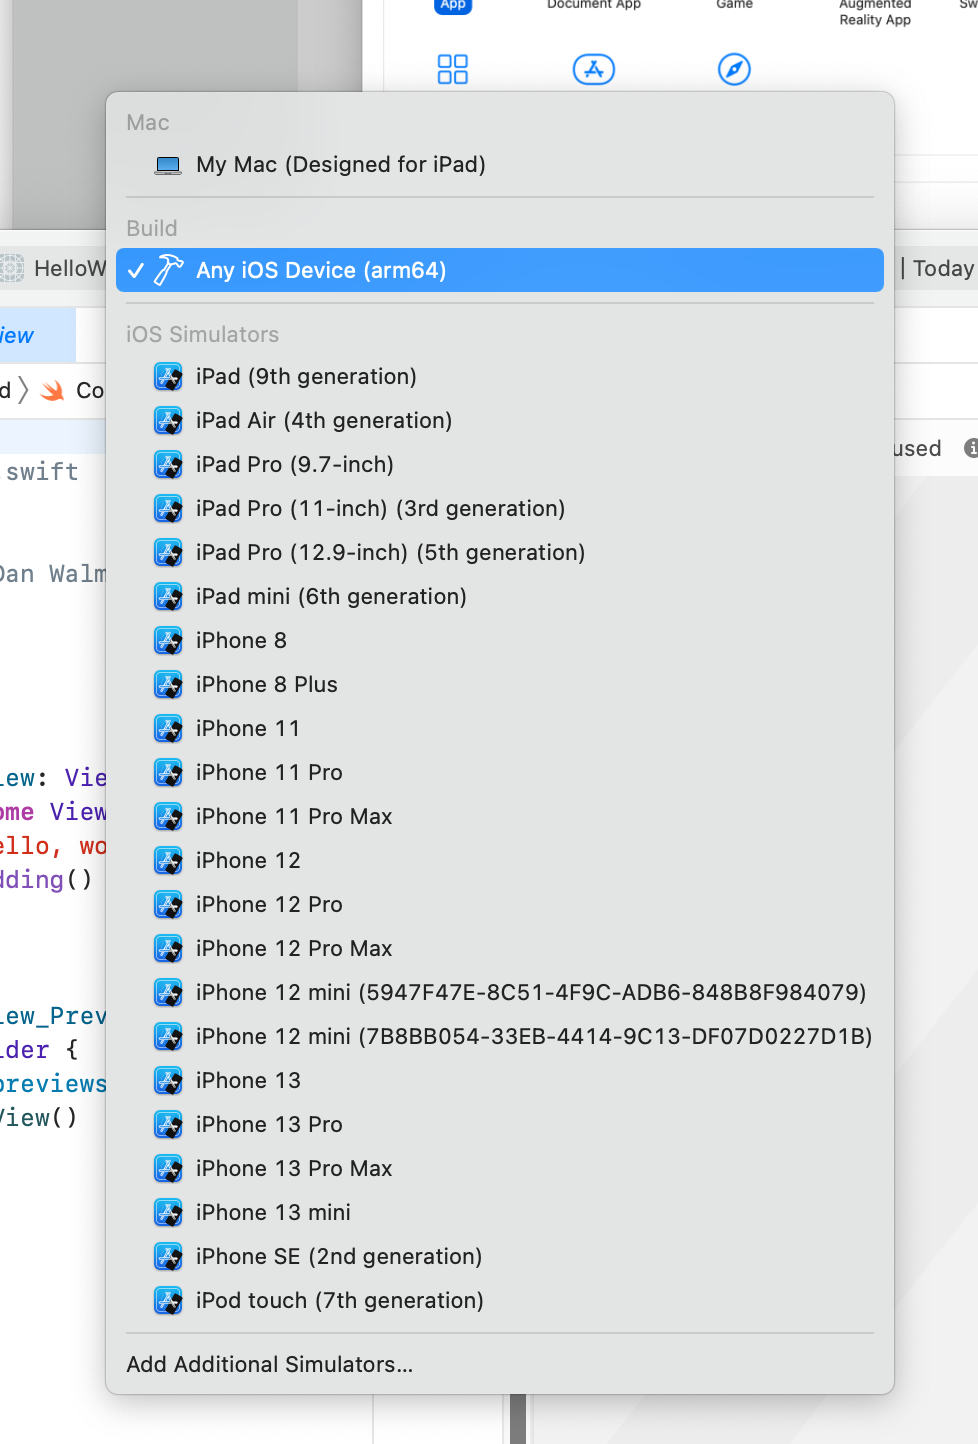 App
Document App
Game
Augmented
Reality App
Sw
Mac
My Mac (Designed for iPad)
Build
HelloW
Any iOS Device (arm64)
| Today
iOS Simulators
iew
iPad (9th generation)
d
Co
iPad Air (4th generation)
used
iPad Pro (9.7-inch)
.swift
iPad Pro (11-inch) (3rd generation)
iPad Pro (12.9-inch) (5th generation)
Dan Walm
iPad mini (6th generation)
iPhone 8
iPhone 8 Plus
iPhone 11
iew: Vie
iPhone 11 Pro
ome View
iPhone 11 Pro Max
ello, wo
iPhone 12
dding()
iPhone 12 Pro
iPhone 12 Pro Max
iPhone 12 mini (5947F47E-8C51-4F9C-ADB6-848B8F984079)
iew_Prev
iPhone 12 mini (7B8BB054-33EB-4414-9C13-DF07D0227D1B)
ider {
iPhone 13
previews
View()
iPhone 13 Pro
iPhone 13 Pro Max
iPhone 13 mini
iPhone SE (2nd generation)
iPod touch (7th generation)
Add Additional Simulators...